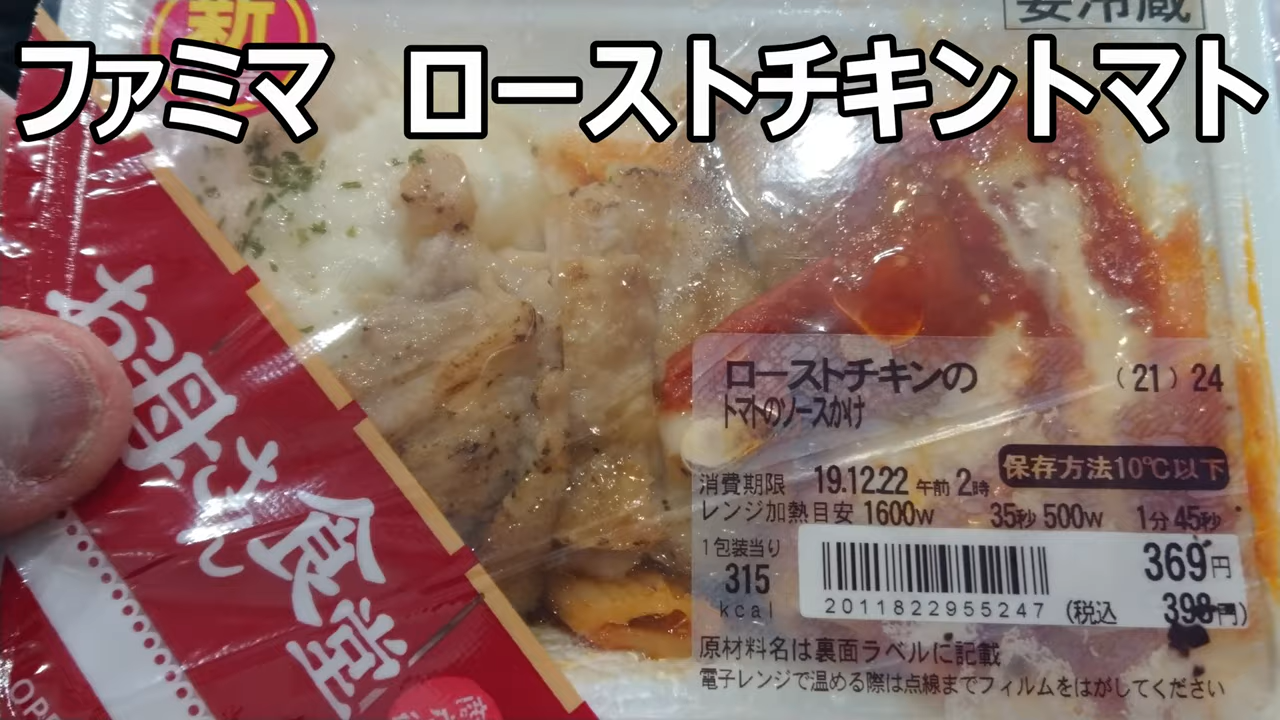 新
要冷蔵
ファミマ ローストチキントマト
お母さん食堂
ローストチキンの (21) 24
トマトのソースかけ
消費期限 19.12.22 午前 2時
保存方法10℃以下
レンジ加熱目安 1600w 35秒 500w 1分 45秒
1包装当り
315
kcal
369円
2011822955247 (税込 398円)
原材料名は裏面ラベルに記載
電子レンジで温める際は点線までフィルムをはがしてください
OPE